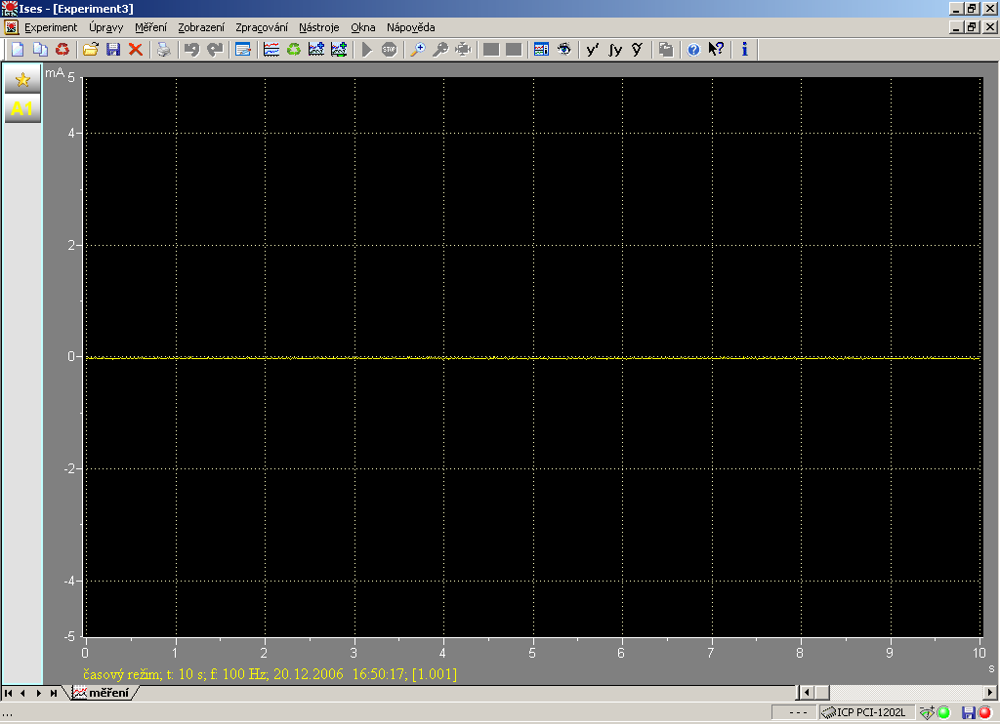 Ises - [Experiment3]
Experiment Úpravy Měření Zobrazení Zpracování Nástroje Okna Nápověda
STOP y′ ∫y ỹ ? ? i
A1
mA 5
4
2
0
-2
-4
-5
0 1 2 3 4 5 6 7 8 9 10
s
časový režim; t: 10 s; f: 100 Hz; 20.12.2006 16:50:17; [1.001]
měření
... - - - ICP PCI-1202L